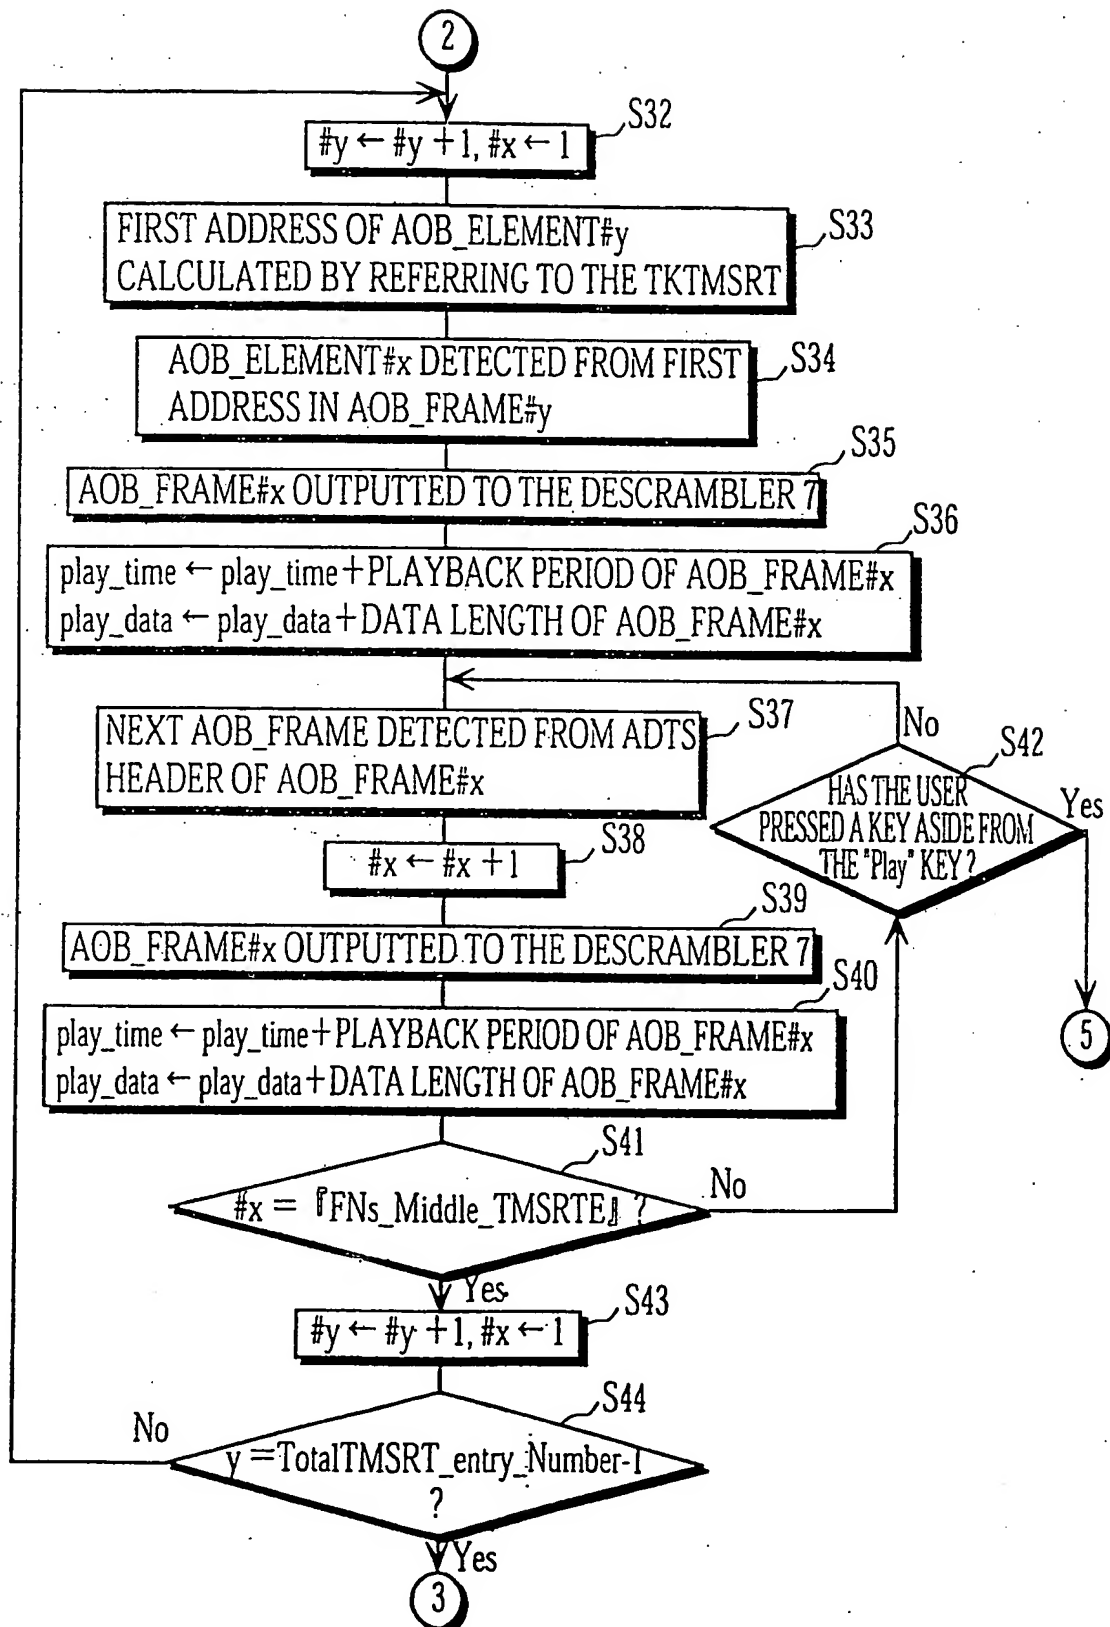 2
S32
#y ← #y + 1, #x ← 1
S33
FIRST ADDRESS OF AOB_ELEMENT#y
CALCULATED BY REFERRING TO THE TKTMSRT
S34
AOB_ELEMENT#x DETECTED FROM FIRST
ADDRESS IN AOB_FRAME#y
S35
AOB_FRAME#x OUTPUTTED TO THE DESCRAMBLER 7
S36
play_time ← play_time+PLAYBACK PERIOD OF AOB_FRAME#x
play_data ← play_data+DATA LENGTH OF AOB_FRAME#x
S37
NEXT AOB_FRAME DETECTED FROM ADTS
HEADER OF AOB_FRAME#x
No
S42
HAS THE USER
PRESSED A KEY ASIDE FROM
THE "Play" KEY ?
Yes
S38
#x ← #x + 1
S39
AOB_FRAME#x OUTPUTTED TO THE DESCRAMBLER 7
S40
play_time ← play_time+PLAYBACK PERIOD OF AOB_FRAME#x
play_data ← play_data+DATA LENGTH OF AOB_FRAME#x
5
S41
#x = 『FNs_Middle_TMSRTE』 ?
No
Yes
S43
#y ← #y + 1, #x ← 1
S44
No
y =TotalTMSRT_entry_Number-1
?
Yes
3